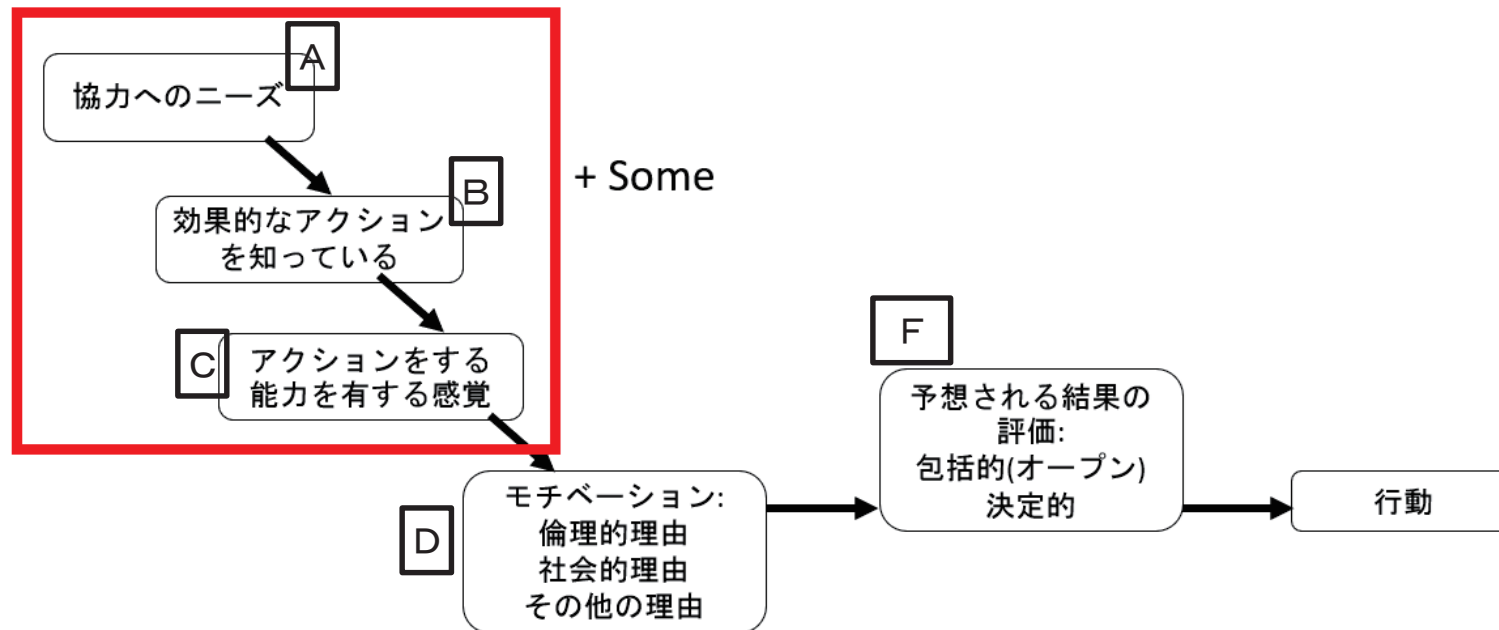 A
協力へのニーズ
B
+ Some
効果的なアクション
を知っている
C
アクションをする
能力を有する感覚
D
モチベーション:
倫理的理由
社会的理由
その他の理由
F
予想される結果の
評価:
包括的(オープン)
決定的
行動